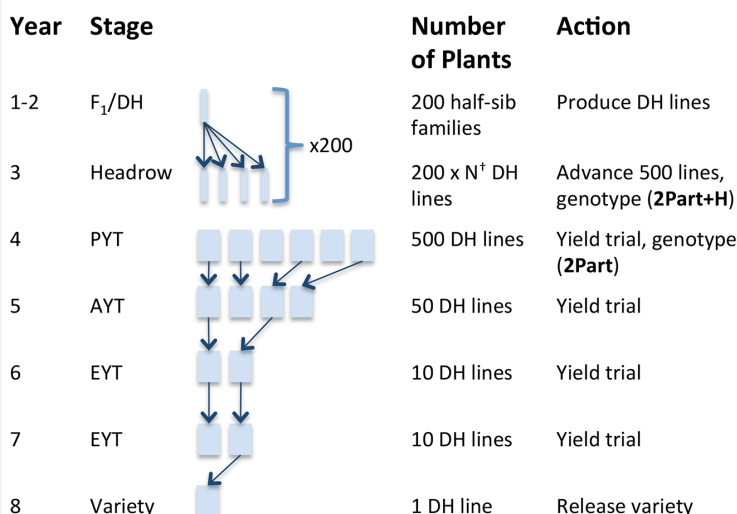 Year Stage Number of Plants Action
1-2 F₁/DH 200 half-sib families Produce DH lines
x200
3 Headrow 200 x N† DH lines Advance 500 lines, genotype (2Part+H)
4 PYT 500 DH lines Yield trial, genotype (2Part)
5 AYT 50 DH lines Yield trial
6 EYT 10 DH lines Yield trial
7 EYT 10 DH lines Yield trial
8 Variety 1 DH line Release variety